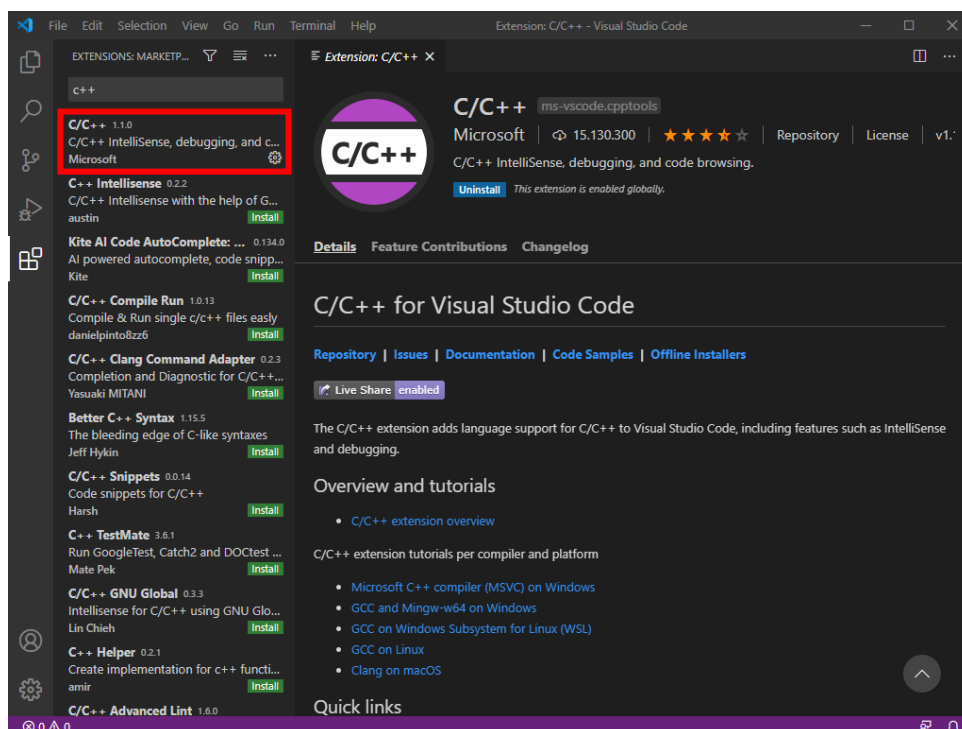 File Edit Selection View Go Run Terminal Help Extension: C/C++ - Visual Studio Code
EXTENSIONS: MARKETP...
c++
C/C++ 1.1.0
C/C++ IntelliSense, debugging, and c...
Microsoft
C++ Intellisense 0.2.2
C/C++ Intellisense with the help of G...
austin Install
Kite AI Code AutoComplete: ... 0.134.0
AI powered autocomplete, code snipp...
Kite Install
C/C++ Compile Run 1.0.13
Compile & Run single c/c++ files easly
danielpinto8zz6 Install
C/C++ Clang Command Adapter 0.2.3
Completion and Diagnostic for C/C++...
Yasuaki MITANI Install
Better C++ Syntax 1.15.5
The bleeding edge of C-like syntaxes
Jeff Hykin Install
C/C++ Snippets 0.0.14
Code snippets for C/C++
Harsh Install
C++ TestMate 3.6.1
Run GoogleTest, Catch2 and DOCtest ...
Mate Pek Install
C/C++ GNU Global 0.3.3
Intellisense for C/C++ using GNU Glo...
Lin Chieh Install
C++ Helper 0.2.1
Create implementation for c++ functi...
amir Install
C/C++ Advanced Lint 1.6.0
0 0
Extension: C/C++
C/C++
C/C++ ms-vscode.cpptools
Microsoft 15.130.300 Repository License v1.
C/C++ IntelliSense, debugging, and code browsing.
Uninstall This extension is enabled globally.
Details Feature Contributions Changelog
C/C++ for Visual Studio Code
Repository | Issues | Documentation | Code Samples | Offline Installers
Live Share enabled
The C/C++ extension adds language support for C/C++ to Visual Studio Code, including features such as IntelliSense
and debugging.
Overview and tutorials
• C/C++ extension overview
C/C++ extension tutorials per compiler and platform
• Microsoft C++ compiler (MSVC) on Windows
• GCC and Mingw-w64 on Windows
• GCC on Windows Subsystem for Linux (WSL)
• GCC on Linux
• Clang on macOS
Quick links